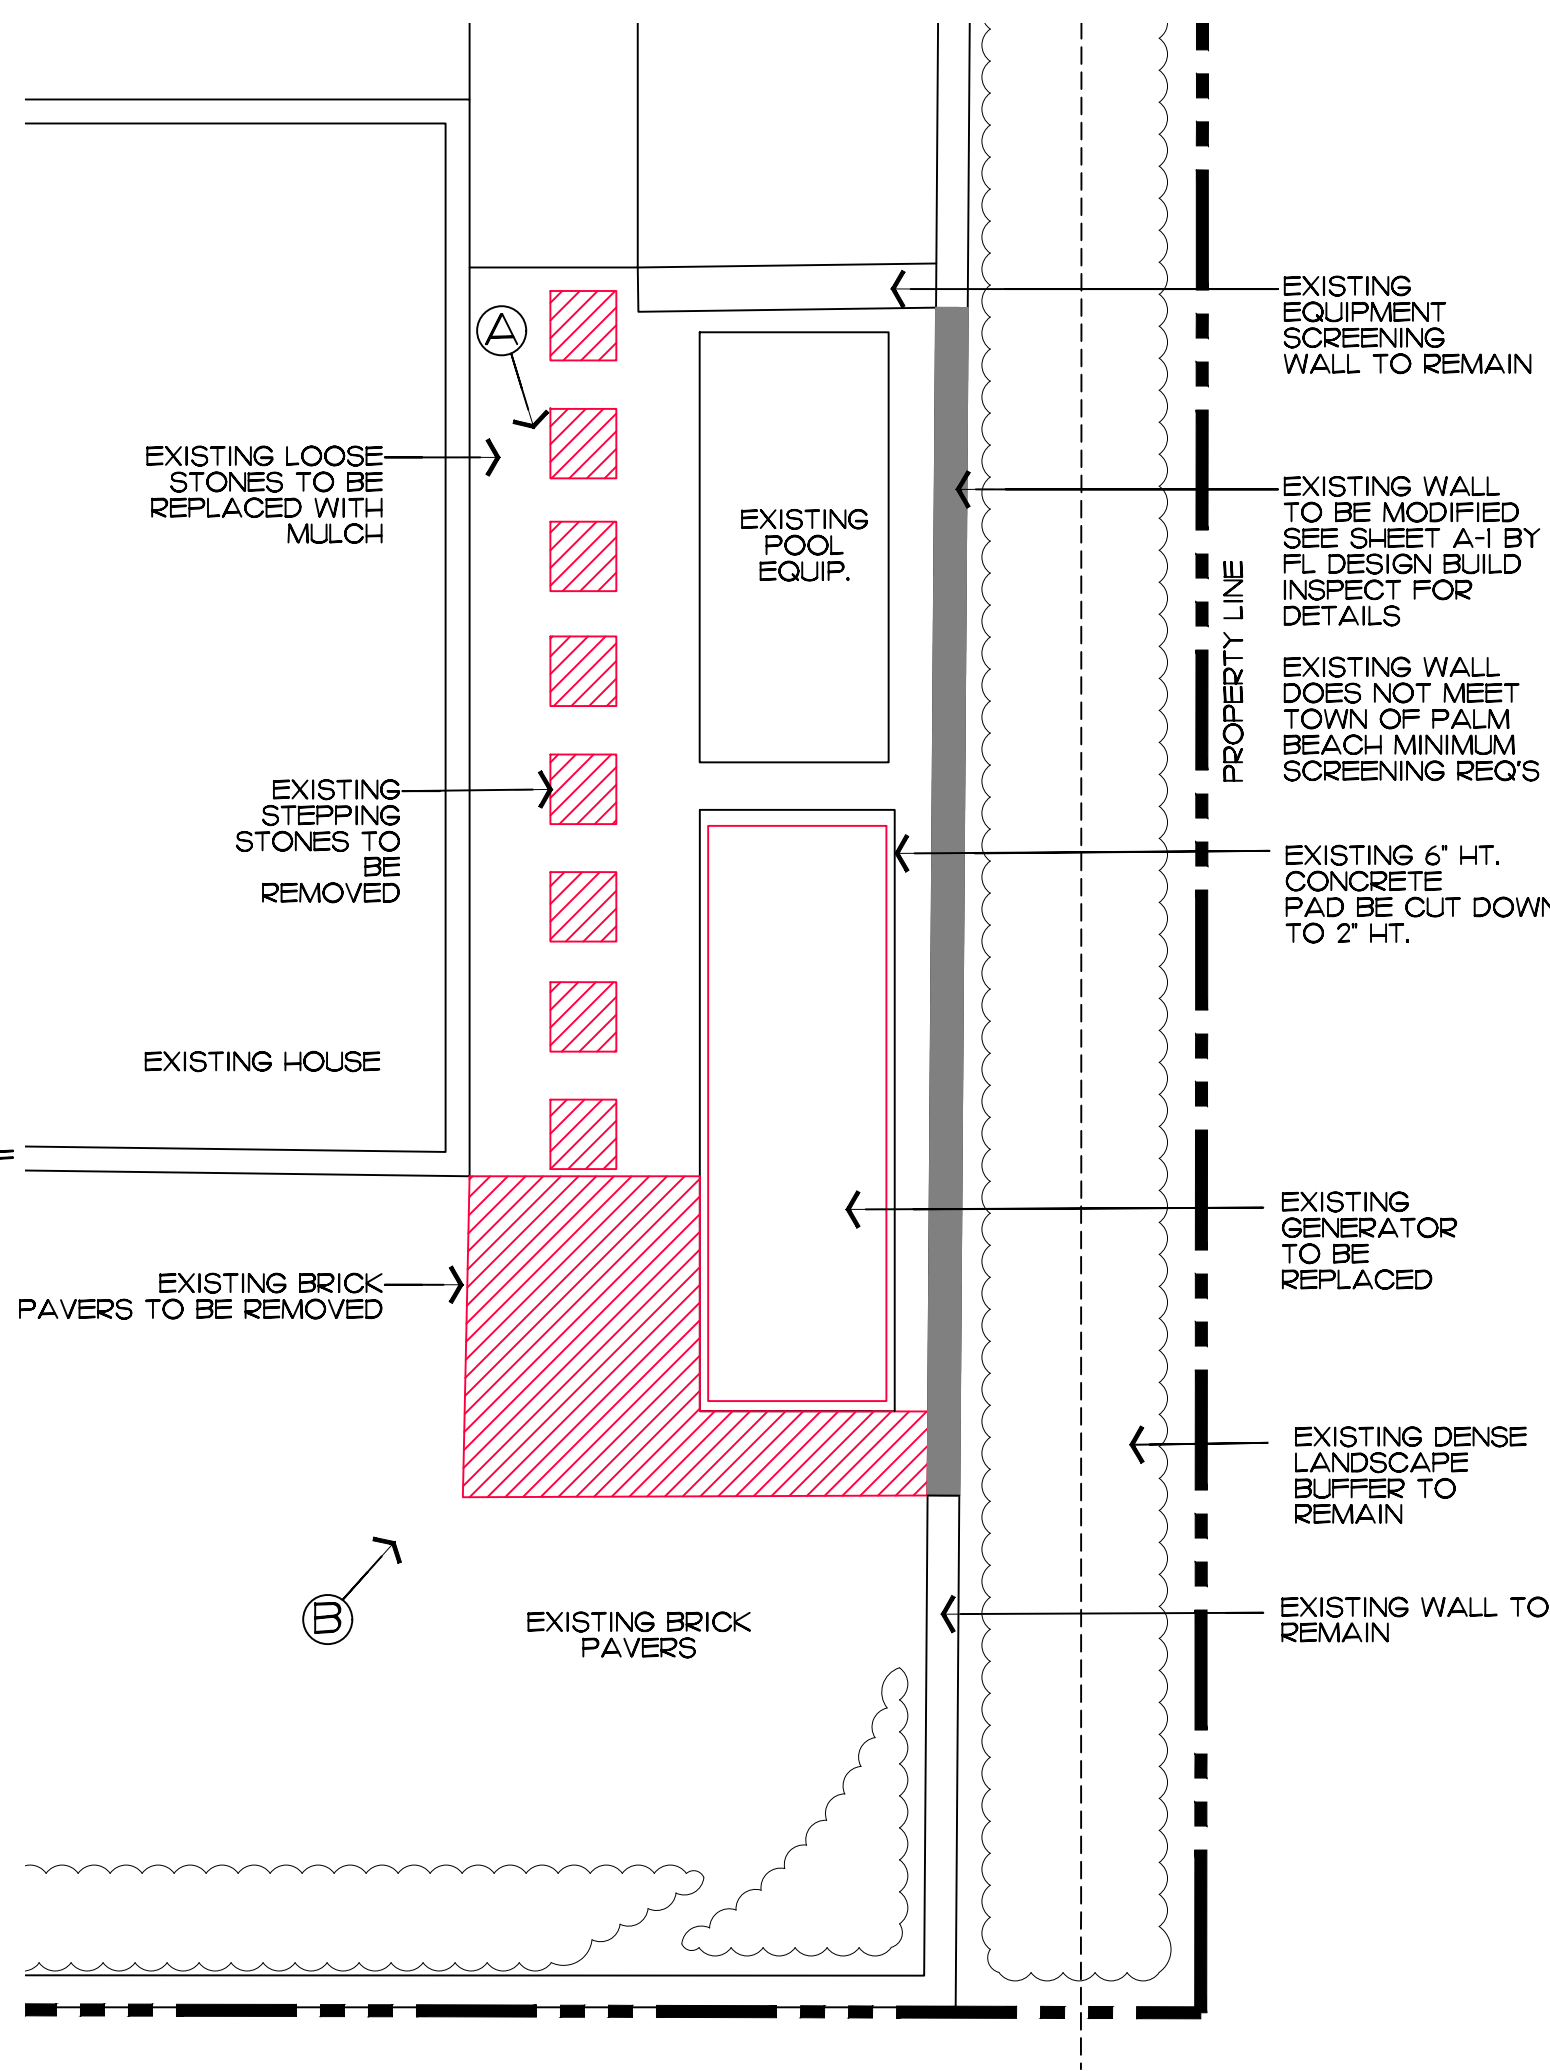 EXISTING
EQUIPMENT
SCREENING
WALL TO REMAIN
A
EXISTING LOOSE
STONES TO BE
REPLACED WITH
MULCH
EXISTING
POOL
EQUIP.
EXISTING WALL
TO BE MODIFIED
SEE SHEET A-1 BY
FL DESIGN BUILD
INSPECT FOR
DETAILS
PROPERTY LINE
EXISTING WALL
DOES NOT MEET
TOWN OF PALM
BEACH MINIMUM
SCREENING REQ'S
EXISTING
STEPPING
STONES TO
BE
REMOVED
EXISTING 6" HT.
CONCRETE
PAD BE CUT DOWN
TO 2" HT.
EXISTING HOUSE
EXISTING
GENERATOR
TO BE
REPLACED
EXISTING BRICK
PAVERS TO BE REMOVED
EXISTING DENSE
LANDSCAPE
BUFFER TO
REMAIN
B
EXISTING BRICK
PAVERS
EXISTING WALL TO
REMAIN